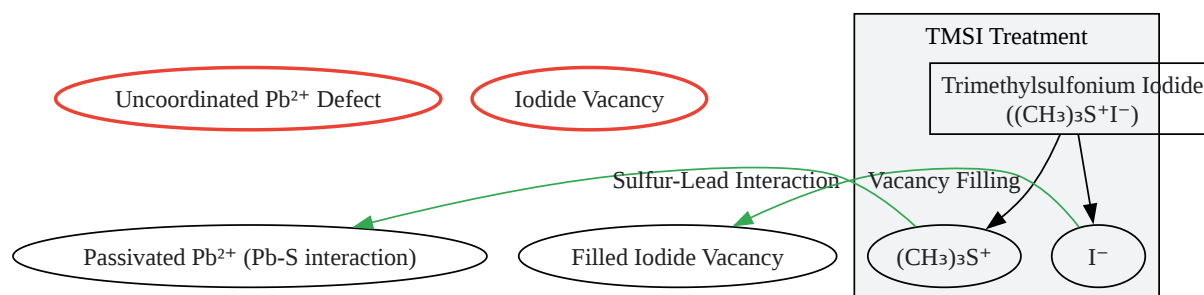 TMSI Treatment
Uncoordinated Pb²⁺ Defect
Iodide Vacancy
Trimethylsulfonium Iodide
((CH₃)₃S⁺I⁻)
Sulfur-Lead Interaction
Vacancy Filling
Passivated Pb²⁺ (Pb-S interaction)
Filled Iodide Vacancy
(CH₃)₃S⁺
I⁻